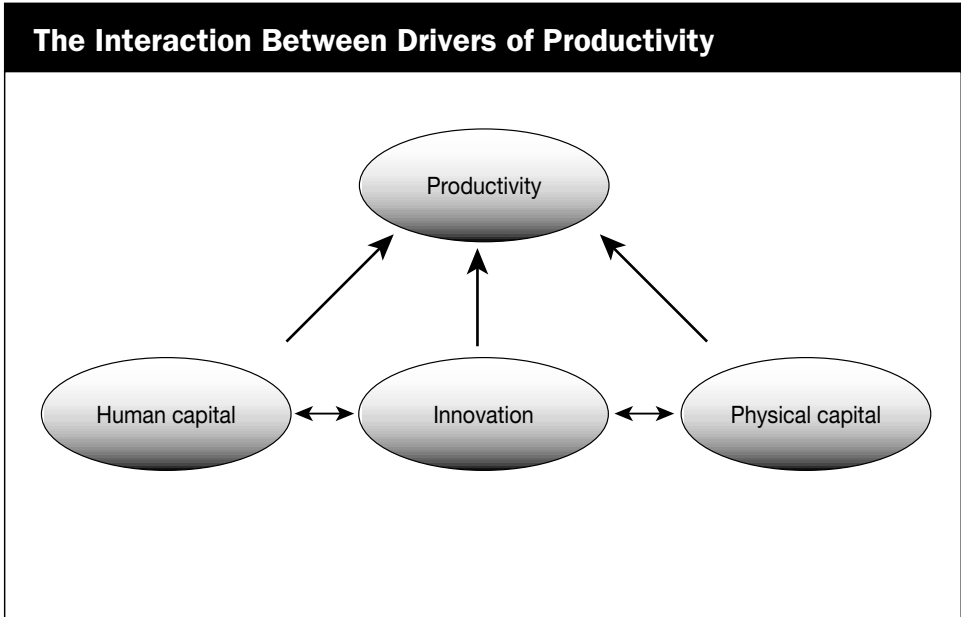 The Interaction Between Drivers of Productivity
Productivity
Human capital
Innovation
Physical capital